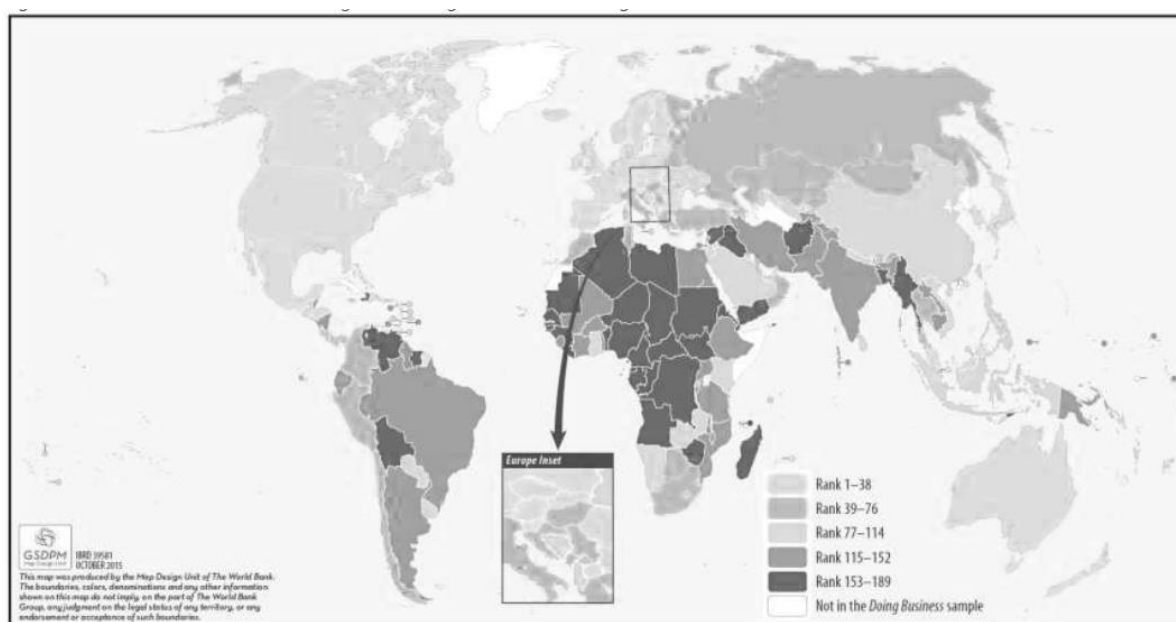 Europe Inset
Rank 1–38
Rank 39–76
Rank 77–114
Rank 115–152
Rank 153–189
Not in the Doing Business sample
GSDPM
Map Design Unit
IBRD 39581
OCTOBER 2015
This map was produced by the Map Design Unit of The World Bank.
The boundaries, colors, denominations and any other information
shown on this map do not imply, on the part of The World Bank
Group, any judgment on the legal status of any territory, or any
endorsement or acceptance of such boundaries.